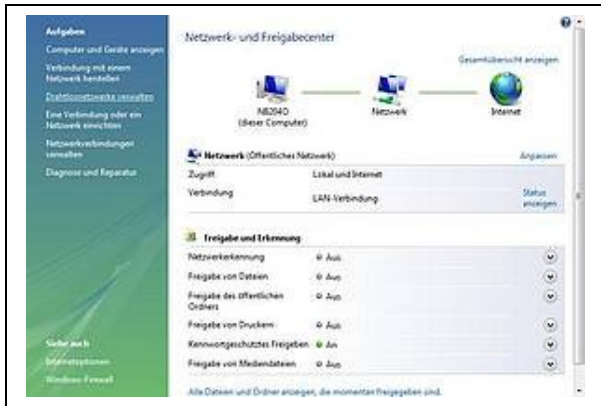 Aufgaben
Computer und Geräte anzeigen
Verbindung mit einem
Netzwerk herstellen
Drahtlosnetzwerke verwalten
Eine Verbindung oder ein
Netzwerk einrichten
Netzwerkverbindungen
verwalten
Diagnose und Reparatur
Siehe auch
Internetoptionen
Windows-Firewall
Netzwerk- und Freigabecenter
Gesamtübersicht anzeigen
(dieser Computer)
Netzwerk
Internet
Netzwerk (Öffentliches Netzwerk)
Anpassen
Zugriff
Lokal und Internet
Verbindung
LAN-Verbindung
Status
anzeigen
Freigabe und Erkennung
Netzwerkerkennung
Aus
Freigabe von Dateien
Aus
Freigabe des öffentlichen
Ordners
Aus
Freigabe von Druckern
Aus
Kennwortgeschütztes Freigeben
An
Freigabe von Mediendateien
Aus
Alle Dateien und Ordner anzeigen, die momentan freigegeben sind.